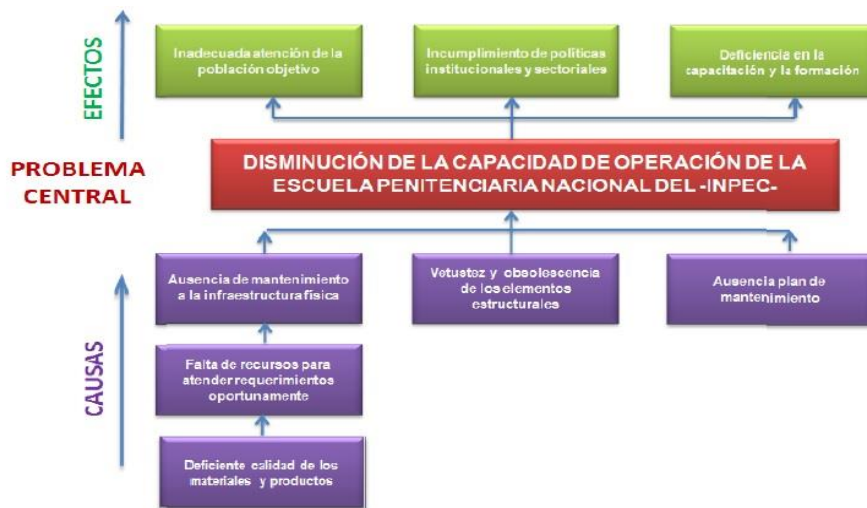 EFECTOS
Inadecuada atención de la
población objetivo
Incumplimiento de políticas
institucionales y sectoriales
Deficiencia en la
capacitación y la formación
PROBLEMA
CENTRAL
DISMINUCIÓN DE LA CAPACIDAD DE OPERACIÓN DE LA
ESCUELA PENITENCIARIA NACIONAL DEL -INPEC-
CAUSAS
Ausencia de mantenimiento
a la infraestructura física
Vetustez y obsolescencia
de los elementos
estructurales
Ausencia plan de
mantenimiento
Falta de recursos para
atender requerimientos
oportunamente
Deficiente calidad de los
materiales y productos